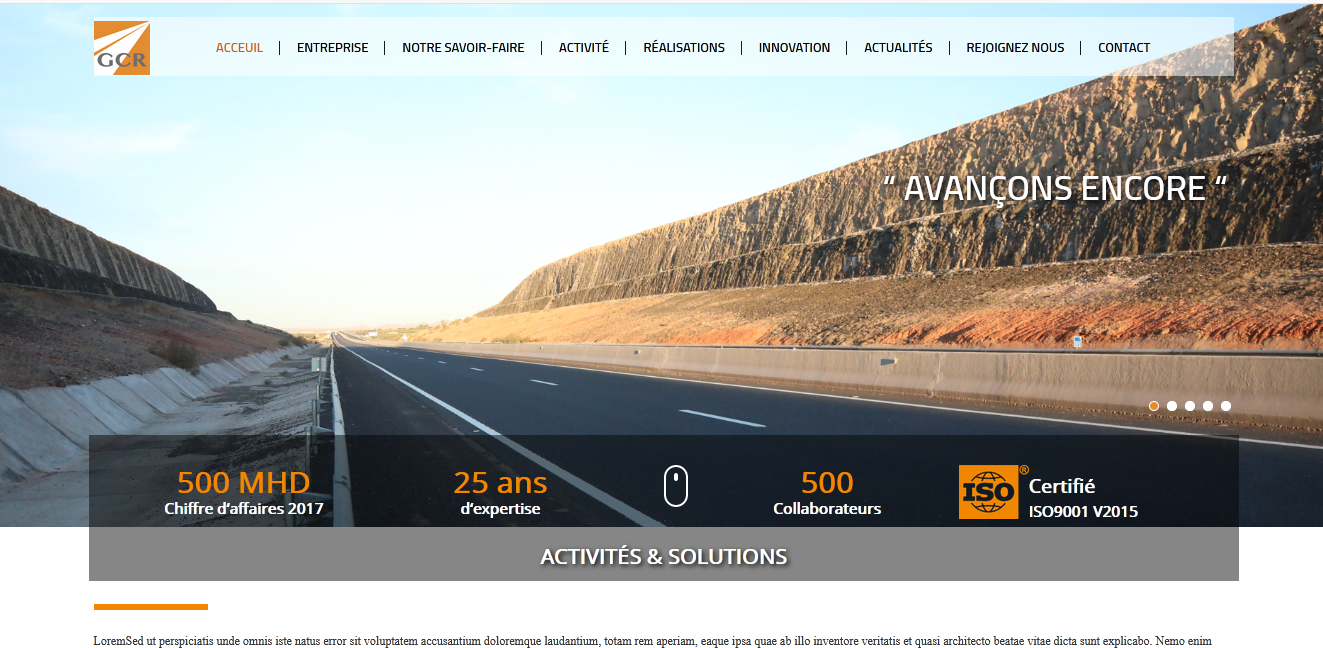 GCR
ACCEUIL | ENTREPRISE | NOTRE SAVOIR-FAIRE | ACTIVITÉ | RÉALISATIONS | INNOVATION | ACTUALITÉS | REJOIGNEZ NOUS | CONTACT
“ AVANÇONS ENCORE “
500 MHD
Chiffre d’affaires 2017
25 ans
d’expertise
500
Collaborateurs
ISO®
Certifié
ISO9001 V2015
ACTIVITÉS & SOLUTIONS
LoremSed ut perspiciatis unde omnis iste natus error sit voluptatem accusantium doloremque laudantium, totam rem aperiam, eaque ipsa quae ab illo inventore veritatis et quasi architecto beatae vitae dicta sunt explicabo. Nemo enim